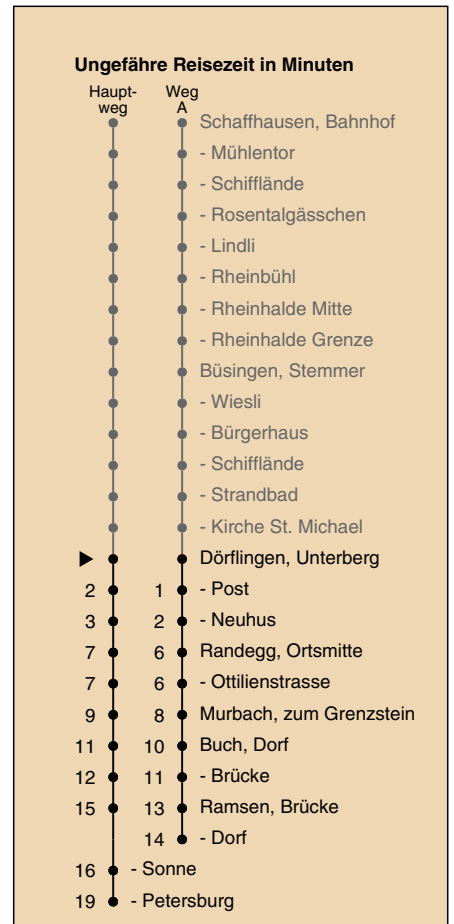 Ungefähre Reisezeit in Minuten
Haupt- Weg
weg A
Schaffhausen, Bahnhof
- Mühlentor
- Schifflände
- Rosentalgässchen
- Lindli
- Rheinbühl
- Rheinhalde Mitte
- Rheinhalde Grenze
Büsingen, Stemmer
- Wiesli
- Bürgerhaus
- Schifflände
- Strandbad
- Kirche St. Michael
Dörflingen, Unterberg
2 1 - Post
3 2 - Neuhus
7 6 Randegg, Ortsmitte
7 6 - Ottilienstrasse
9 8 Murbach, zum Grenzstein
11 10 Buch, Dorf
12 11 - Brücke
15 13 Ramsen, Brücke
14 - Dorf
16 - Sonne
19 - Petersburg